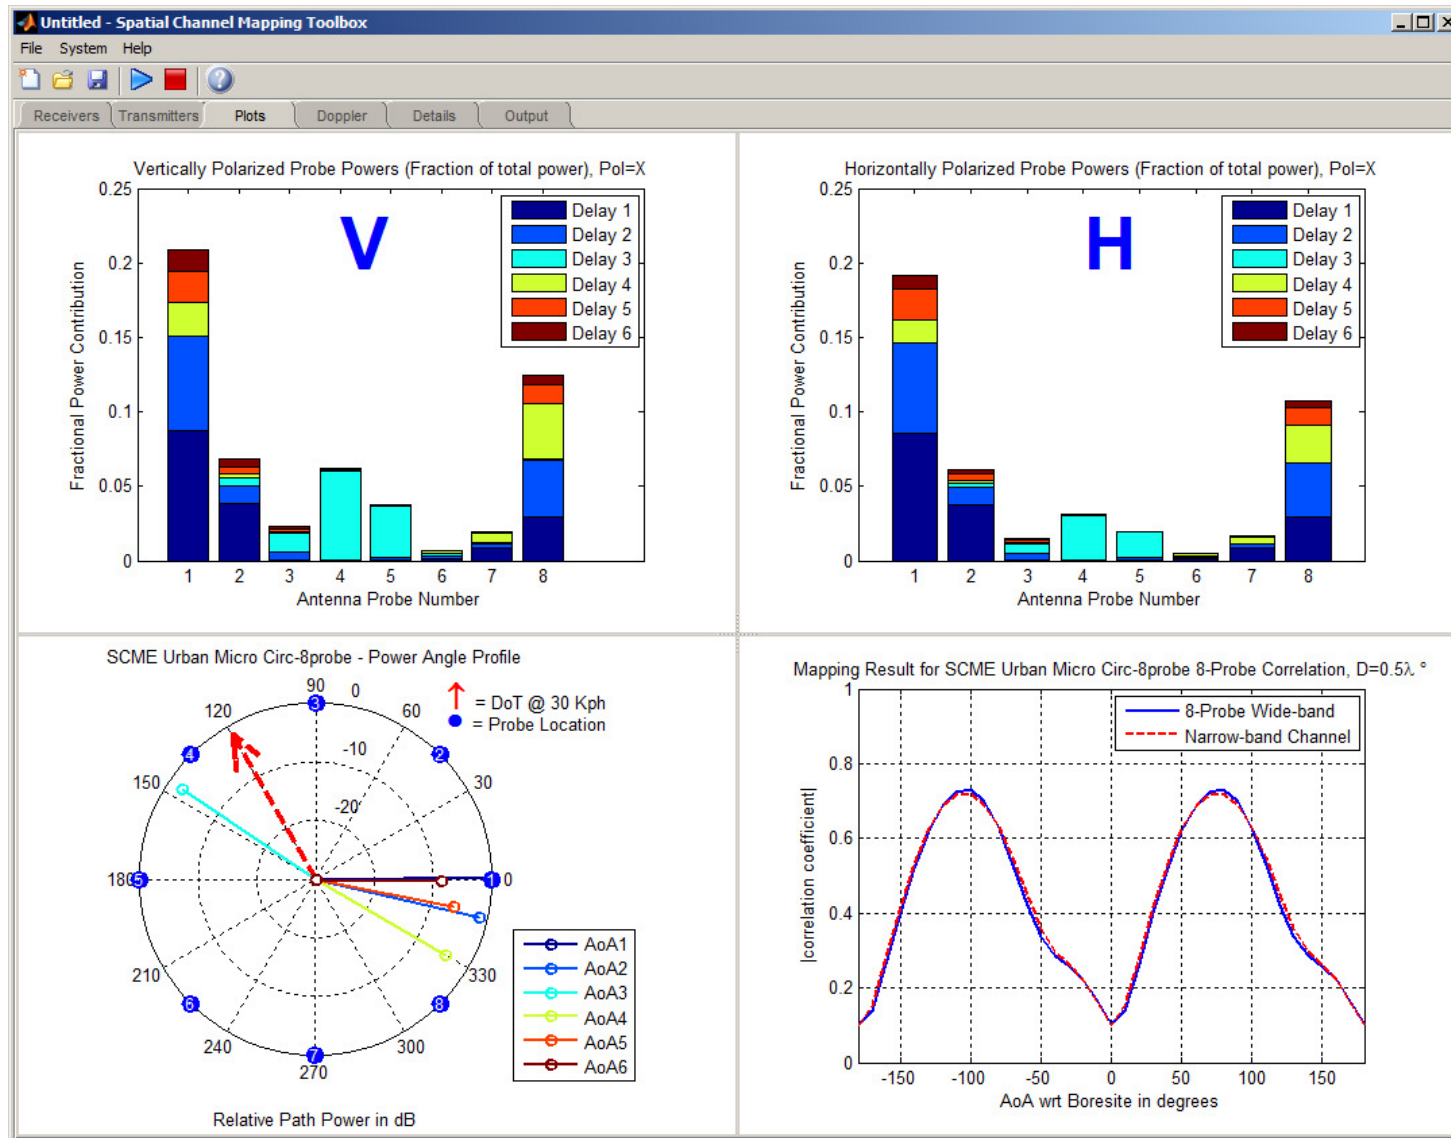 Untitled - Spatial Channel Mapping Toolbox
File System Help
Receivers Transmitters Plots Doppler Details Output
Vertically Polarized Probe Powers (Fraction of total power), Pol=X
V
Delay 1
Delay 2
Delay 3
Delay 4
Delay 5
Delay 6
0.25
0.2
0.15
0.1
0.05
0
Fractional Power Contribution
1 2 3 4 5 6 7 8
Antenna Probe Number
Horizontally Polarized Probe Powers (Fraction of total power), Pol=X
H
Delay 1
Delay 2
Delay 3
Delay 4
Delay 5
Delay 6
0.25
0.2
0.15
0.1
0.05
0
Fractional Power Contribution
1 2 3 4 5 6 7 8
Antenna Probe Number
SCME Urban Micro Circ-8probe - Power Angle Profile
= DoT @ 30 Kph
= Probe Location
90 0
120 60
3
4 2
-10
150 30
-20
180 5 1 0
210 330
6 8
240 300
7
270
AoA1
AoA2
AoA3
AoA4
AoA5
AoA6
Relative Path Power in dB
Mapping Result for SCME Urban Micro Circ-8probe 8-Probe Correlation, D=0.5λ °
8-Probe Wide-band
Narrow-band Channel
1
0.8
0.6
0.4
0.2
0
|correlation coefficient|
-150 -100 -50 0 50 100 150
AoA wrt Boresite in degrees